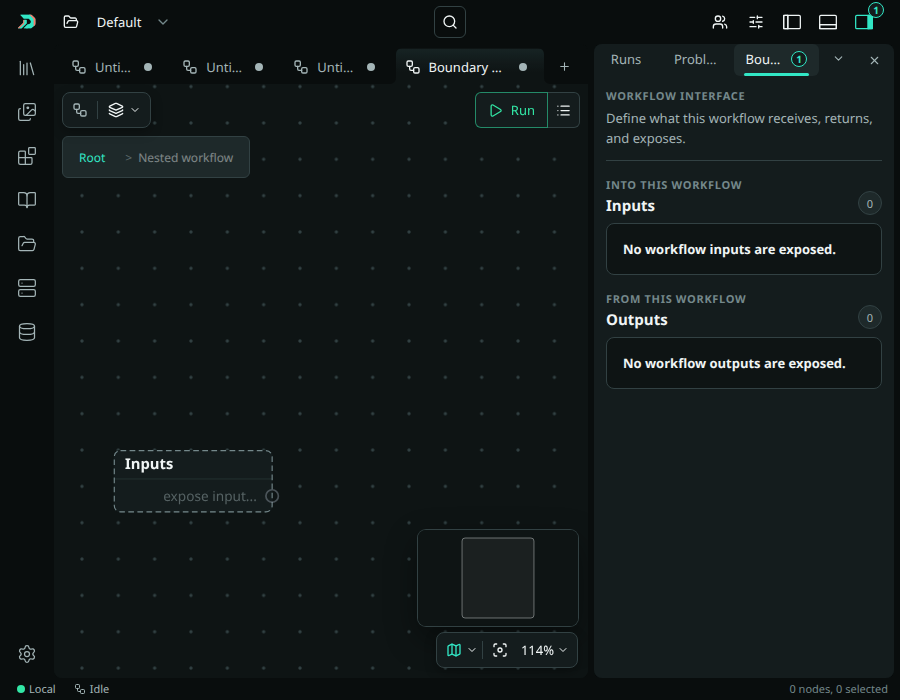 Default
1
Unti...
Unti...
Unti...
Boundary ...
Run
Root > Nested workflow
Inputs
expose input...
114%
Runs
Probl...
Bou... 1
WORKFLOW INTERFACE
Define what this workflow receives, returns,
and exposes.
INTO THIS WORKFLOW
Inputs
0
No workflow inputs are exposed.
FROM THIS WORKFLOW
Outputs
0
No workflow outputs are exposed.
Local
Idle
0 nodes, 0 selected